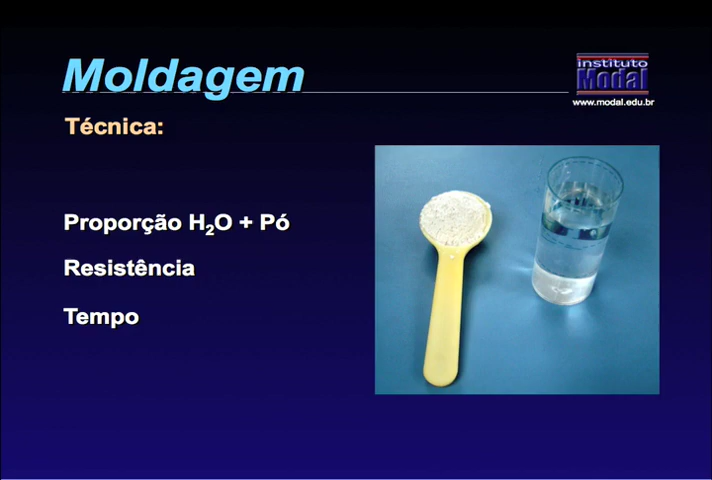 Moldagem
instituto
Modal
www.modal.edu.br
Técnica:
Proporção H₂O + Pó
Resistência
Tempo